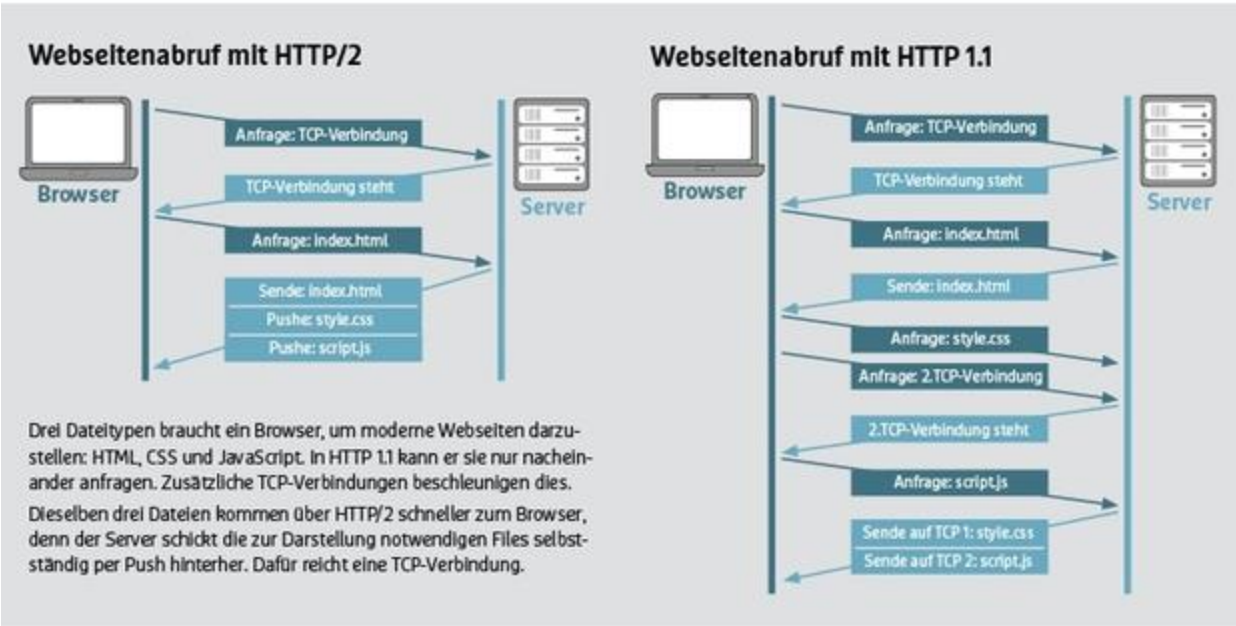 Webseitenabruf mit HTTP/2
Anfrage: TCP-Verbindung
TCP-Verbindung steht
Browser
Server
Anfrage: index.html
Sende: index.html
Pushe: style.css
Pushe: script.js
Drei Dateitypen braucht ein Browser, um moderne Webseiten darzu-
stellen: HTML, CSS und JavaScript. In HTTP 1.1 kann er sie nur nachein-
ander anfragen. Zusätzliche TCP-Verbindungen beschleunigen dies.
Dieselben drei Dateien kommen über HTTP/2 schneller zum Browser,
denn der Server schickt die zur Darstellung notwendigen Files selbst-
ständig per Push hinterher. Dafür reicht eine TCP-Verbindung.
Webseitenabruf mit HTTP 1.1
Anfrage: TCP-Verbindung
TCP-Verbindung steht
Browser
Server
Anfrage: index.html
Sende: index.html
Anfrage: style.css
Anfrage: 2.TCP-Verbindung
2.TCP-Verbindung steht
Anfrage: script.js
Sende auf TCP 1: style.css
Sende auf TCP 2: script.js